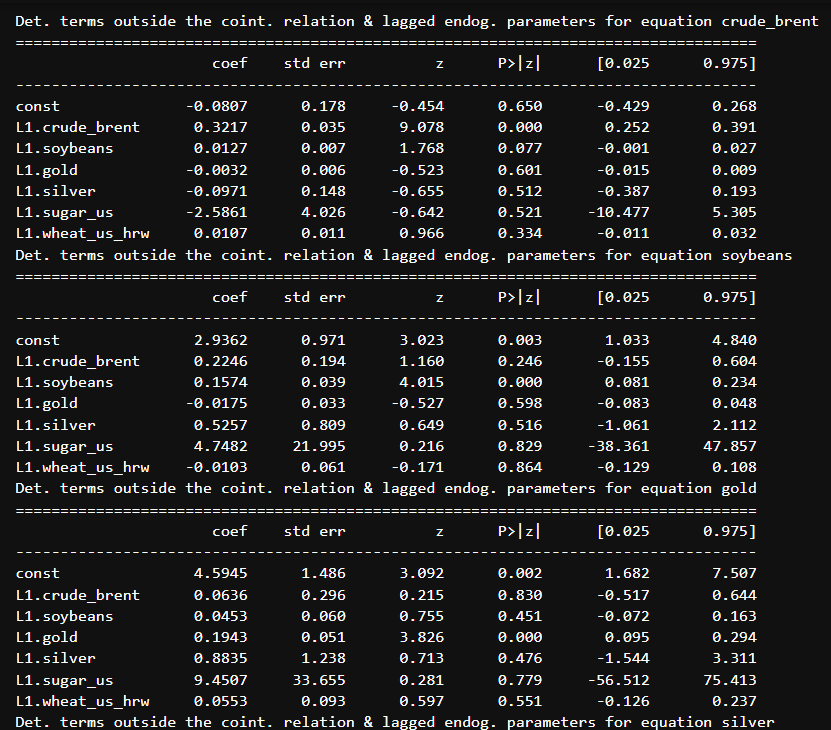 Det. terms outside the coint. relation & lagged endog. parameters for equation crude_brent
==================================================================================
                      coef    std err          z      P>|z|      [0.025      0.975]
----------------------------------------------------------------------------------
const              -0.0807      0.178     -0.454      0.650      -0.429       0.268
L1.crude_brent      0.3217      0.035      9.078      0.000       0.252       0.391
L1.soybeans         0.0127      0.007      1.768      0.077      -0.001       0.027
L1.gold            -0.0032      0.006     -0.523      0.601      -0.015       0.009
L1.silver          -0.0971      0.148     -0.655      0.512      -0.387       0.193
L1.sugar_us        -2.5861      4.026     -0.642      0.521     -10.477       5.305
L1.wheat_us_hrw     0.0107      0.011      0.966      0.334      -0.011       0.032
Det. terms outside the coint. relation & lagged endog. parameters for equation soybeans
==================================================================================
                      coef    std err          z      P>|z|      [0.025      0.975]
----------------------------------------------------------------------------------
const               2.9362      0.971      3.023      0.003       1.033       4.840
L1.crude_brent      0.2246      0.194      1.160      0.246      -0.155       0.604
L1.soybeans         0.1574      0.039      4.015      0.000       0.081       0.234
L1.gold            -0.0175      0.033     -0.527      0.598      -0.083       0.048
L1.silver           0.5257      0.809      0.649      0.516      -1.061       2.112
L1.sugar_us         4.7482     21.995      0.216      0.829     -38.361      47.857
L1.wheat_us_hrw    -0.0103      0.061     -0.171      0.864      -0.129       0.108
Det. terms outside the coint. relation & lagged endog. parameters for equation gold
==================================================================================
                      coef    std err          z      P>|z|      [0.025      0.975]
----------------------------------------------------------------------------------
const               4.5945      1.486      3.092      0.002       1.682       7.507
L1.crude_brent      0.0636      0.296      0.215      0.830      -0.517       0.644
L1.soybeans         0.0453      0.060      0.755      0.451      -0.072       0.163
L1.gold             0.1943      0.051      3.826      0.000       0.095       0.294
L1.silver           0.8835      1.238      0.713      0.476      -1.544       3.311
L1.sugar_us         9.4507     33.655      0.281      0.779     -56.512      75.413
L1.wheat_us_hrw     0.0553      0.093      0.597      0.551      -0.126       0.237
Det. terms outside the coint. relation & lagged endog. parameters for equation silver